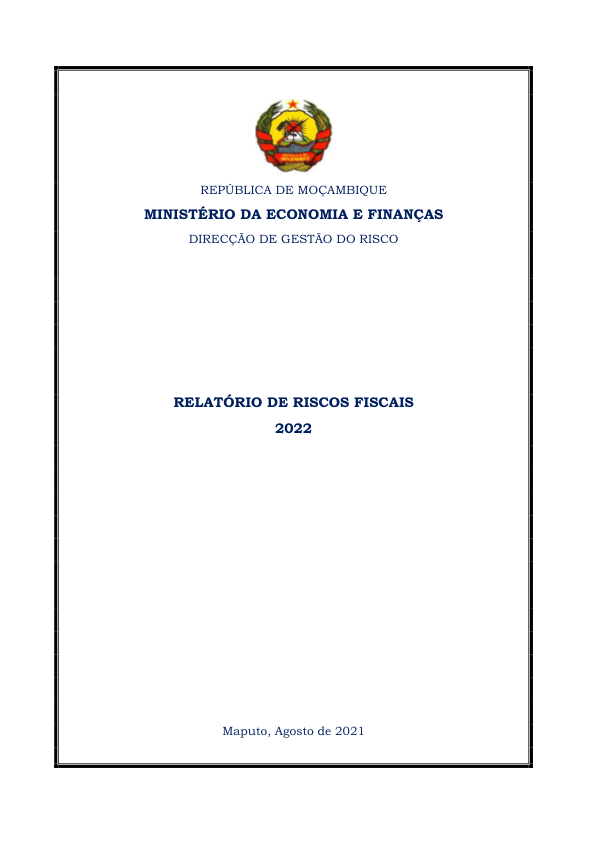 REPÚBLICA DE MOÇAMBIQUE
MINISTÉRIO DA ECONOMIA E FINANÇAS
DIRECÇÃO DE GESTÃO DO RISCO
RELATÓRIO DE RISCOS FISCAIS
2022
Maputo, Agosto de 2021